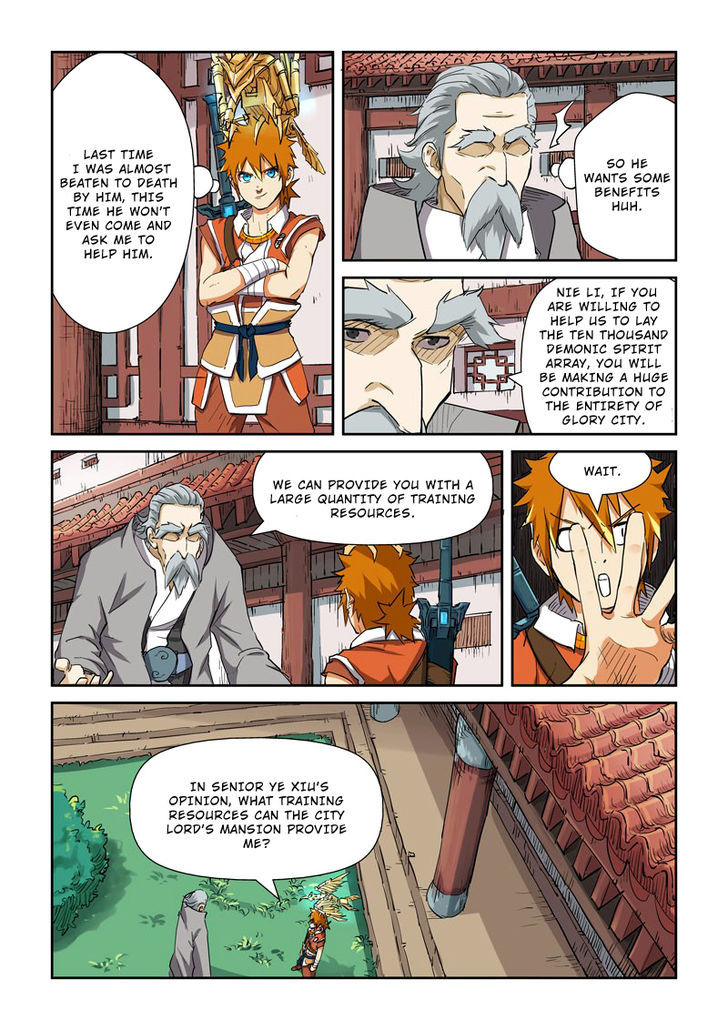 LAST TIME
I WAS ALMOST
BEATEN TO DEATH
BY HIM, THIS
TIME HE WON'T
EVEN COME AND
ASK ME TO
HELP HIM.
SO HE
WANTS SOME
BENEFITS
HUH.
NIE LI, IF YOU
ARE WILLING TO
HELP US TO LAY
THE TEN THOUSAND
DEMONIC SPIRIT
ARRAY, YOU WILL
BE MAKING A HUGE
CONTRIBUTION TO
THE ENTIRETY OF
GLORY CITY.
WE CAN PROVIDE YOU WITH A
LARGE QUANTITY OF TRAINING
RESOURCES.
WAIT.
IN SENIOR YE XIU'S
OPINION, WHAT TRAINING
RESOURCES CAN THE CITY
LORD'S MANSION PROVIDE
ME?